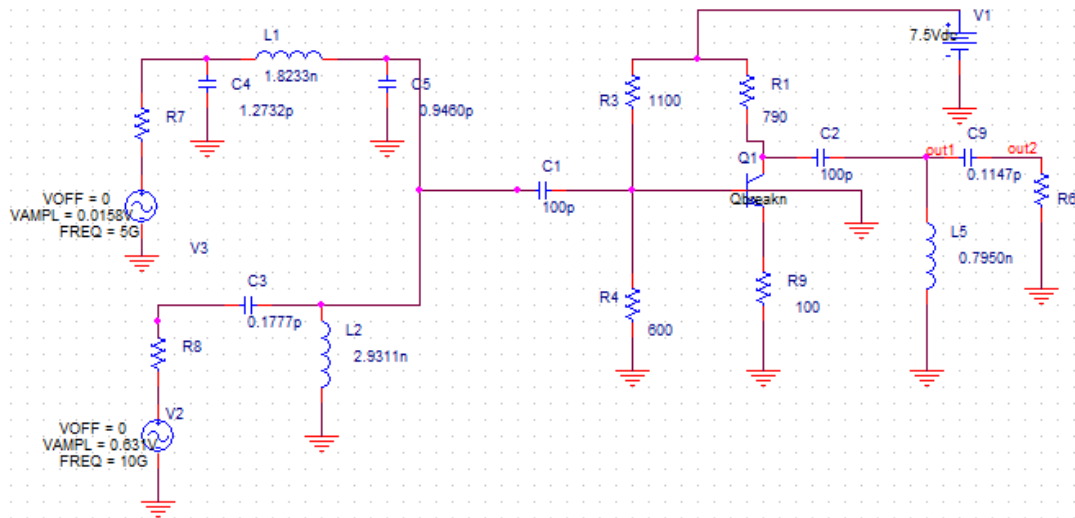 V1
7.5Vdc
L1
1.8233n
C4
1.2732p
C5
0.9460p
R7
R3
1100
R1
790
C2
100p
C9
0.1147p
out1
out2
Q1
Qbreakn
C1
100p
R6
VOFF = 0
VAMPL = 0.0158V
FREQ = 5G
V3
L5
0.7950n
C3
0.1777p
R4
600
R9
100
L2
2.9311n
R8
V2
VOFF = 0
VAMPL = 0.631V
FREQ = 10G